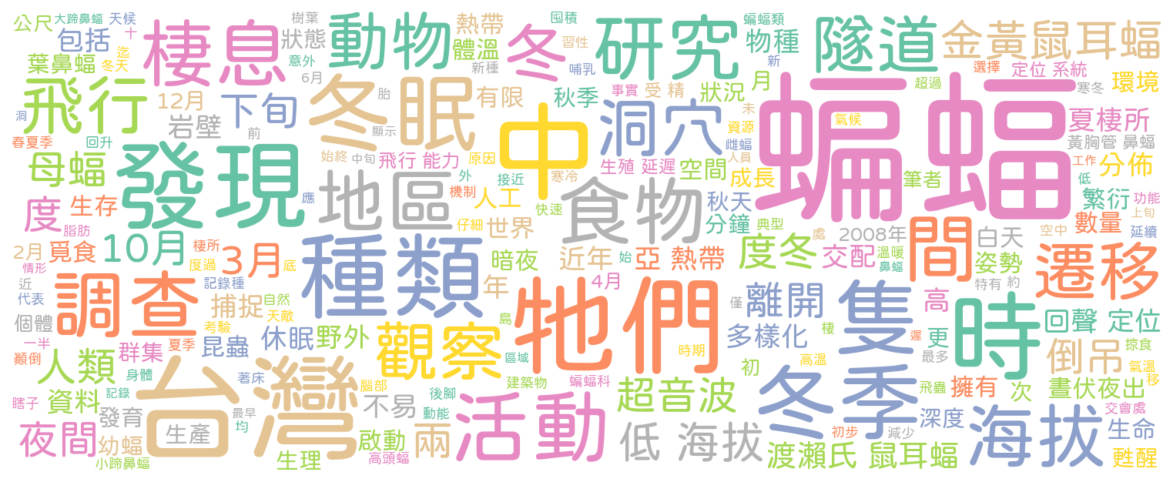 公尺
大蹄鼻蝠
天候
十
包括
迄
冬天
葉鼻蝠
棲息
樹葉
狀態
意外
6月
新種
動物
熱帶
體溫
囤積
習性
哺乳
冬
研究
蝙蝠類
物種
新
隧道
金黃鼠耳蝠
選擇
定位 系統
超過
寒冬
環境
飛行
12月
下旬
岩壁
前
洞
春夏季
回升
冬眠
胎
顯示
有限
秋季
事實
受 精
狀況
月
中
洞穴
未
資源
雌蝠
人員
氣候
蝙蝠
夏棲所
黃胸管 鼻蝠
工作
低
分佈
母蝠
發現
應
始終
中旬
飛行 能力
原因
寒冷
外
接近
機制
快速
生殖 延遲
空間
成長
筆者
繁衍
功能
上旬
度
生存
脂肪
地區
人工
仔細
世界
食物
秋天
分鐘
典型
處
2008年
白天
空中
數量
延續
2月
覓食
10月
棲所
度過
底
3月
情形
近
記錄種
種類
暗夜
年
近年
始
亞 熱帶
4月
度冬
交配
溫暖
鼻蝠
間
姿勢
特有
約
遷移
代表
調查
捕捉
自然
天敵
考驗
個體
一半
顛倒
夏季
群集
昆蟲
休眠
野外
觀察
島
區域
牠們
僅
時期
離開
多樣化
棲
高溫
初
隻
高
更
遲
最多
時
回聲 定位
掠食
氣溫
移
倒吊
人類
身體
著床
台灣
腦部
建築物
蝙蝠科
後腳
動能
超音波
飛蟲
擁有
次
晝伏夜出
資料
記錄
瞎子
發育
最早
均
不易
活動
冬季
深度
海拔
交會處
生命
夜間
幼蝠
生產
小蹄鼻蝠
生理
啟動
高頭蝠
兩
低 海拔
初步
減少
渡瀨氏 鼠耳蝠
甦醒